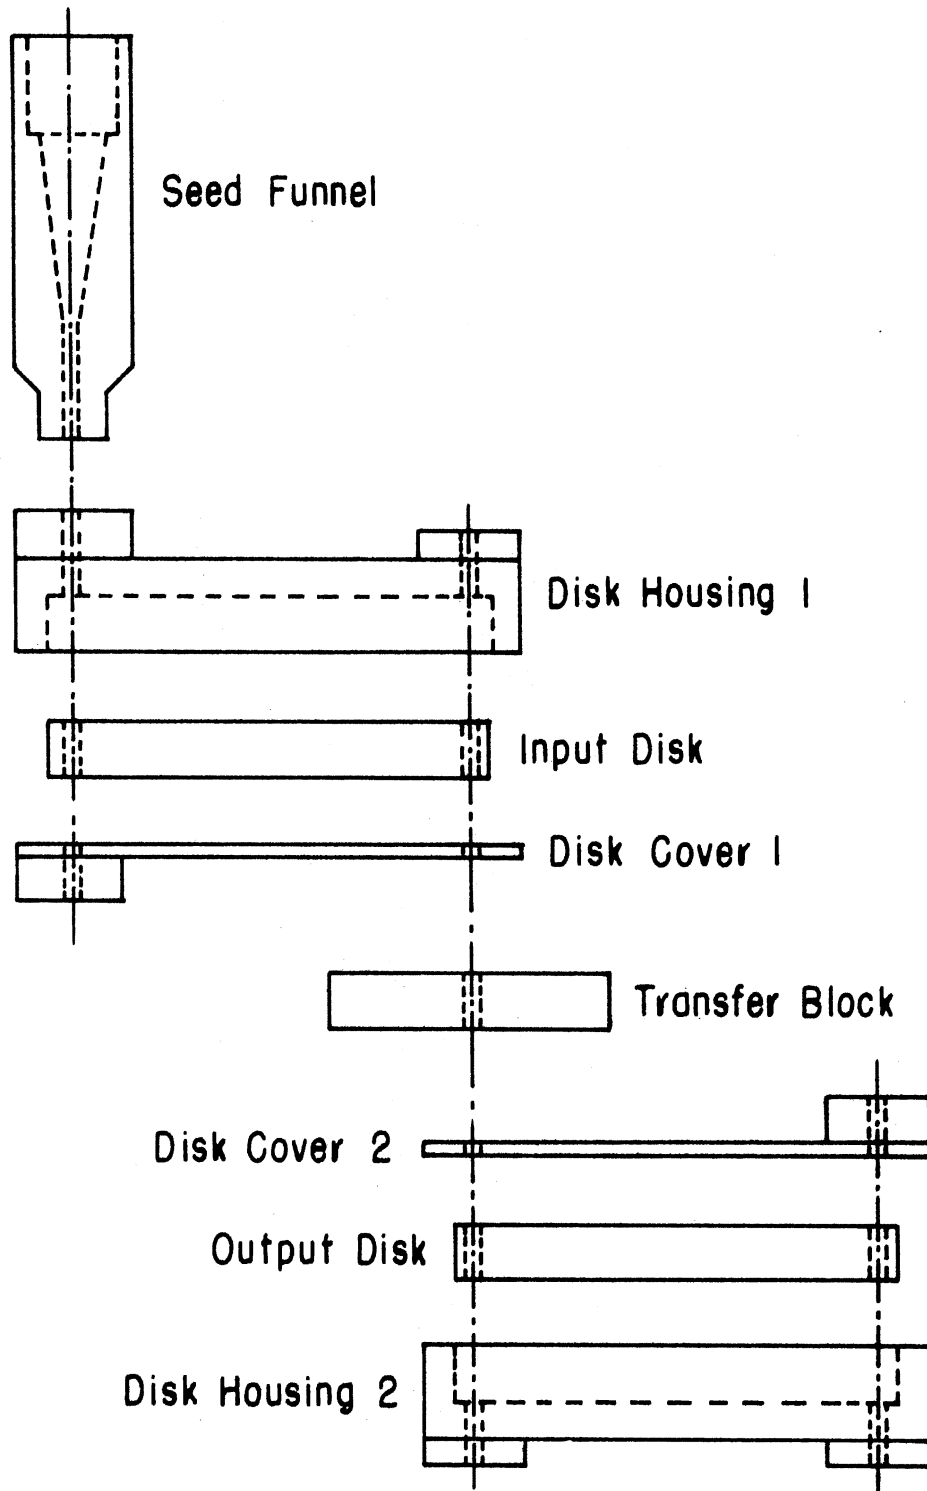 Seed Funnel
Disk Housing 1
Input Disk
Disk Cover 1
Transfer Block
Disk Cover 2
Output Disk
Disk Housing 2